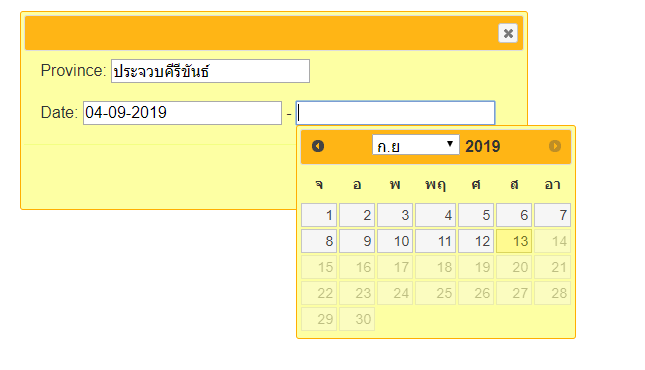 Province: ประจวบคีรีขันธ์
Date: 04-09-2019 -
ก.ย 2019
จ อ พ พฤ ศ ส อา
1 2 3 4 5 6 7
8 9 10 11 12 13 14
15 16 17 18 19 20 21
22 23 24 25 26 27 28
29 30